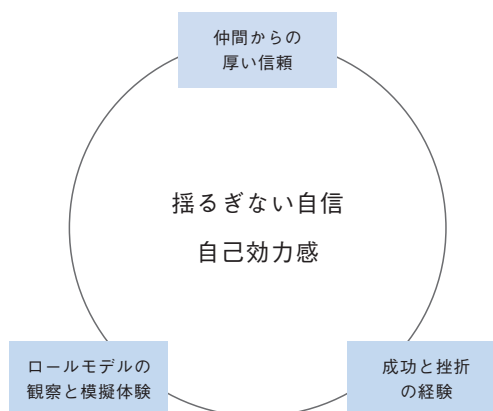 仲間からの
厚い信頼
揺るぎない自信
自己効力感
ロールモデルの
観察と模擬体験
成功と挫折
の経験